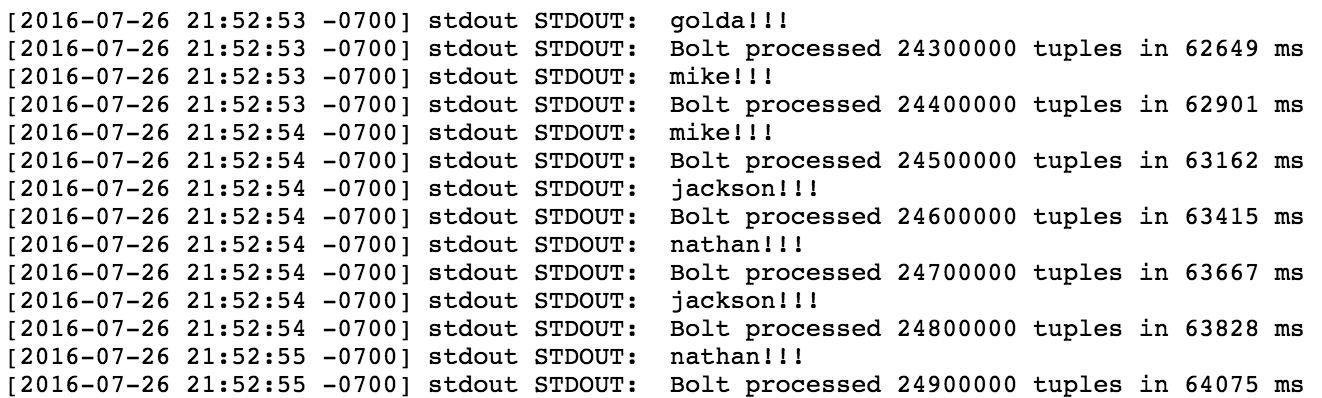 [2016-07-26 21:52:53 -0700] stdout STDOUT:  golda!!!
[2016-07-26 21:52:53 -0700] stdout STDOUT:  Bolt processed 24300000 tuples in 62649 ms
[2016-07-26 21:52:53 -0700] stdout STDOUT:  mike!!!
[2016-07-26 21:52:53 -0700] stdout STDOUT:  Bolt processed 24400000 tuples in 62901 ms
[2016-07-26 21:52:54 -0700] stdout STDOUT:  mike!!!
[2016-07-26 21:52:54 -0700] stdout STDOUT:  Bolt processed 24500000 tuples in 63162 ms
[2016-07-26 21:52:54 -0700] stdout STDOUT:  jackson!!!
[2016-07-26 21:52:54 -0700] stdout STDOUT:  Bolt processed 24600000 tuples in 63415 ms
[2016-07-26 21:52:54 -0700] stdout STDOUT:  nathan!!!
[2016-07-26 21:52:54 -0700] stdout STDOUT:  Bolt processed 24700000 tuples in 63667 ms
[2016-07-26 21:52:54 -0700] stdout STDOUT:  jackson!!!
[2016-07-26 21:52:54 -0700] stdout STDOUT:  Bolt processed 24800000 tuples in 63828 ms
[2016-07-26 21:52:55 -0700] stdout STDOUT:  nathan!!!
[2016-07-26 21:52:55 -0700] stdout STDOUT:  Bolt processed 24900000 tuples in 64075 ms